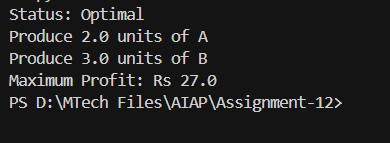 Status: Optimal
Produce 2.0 units of A
Produce 3.0 units of B
Maximum Profit: Rs 27.0
PS D:\MTech Files\AIAP\Assignment-12>